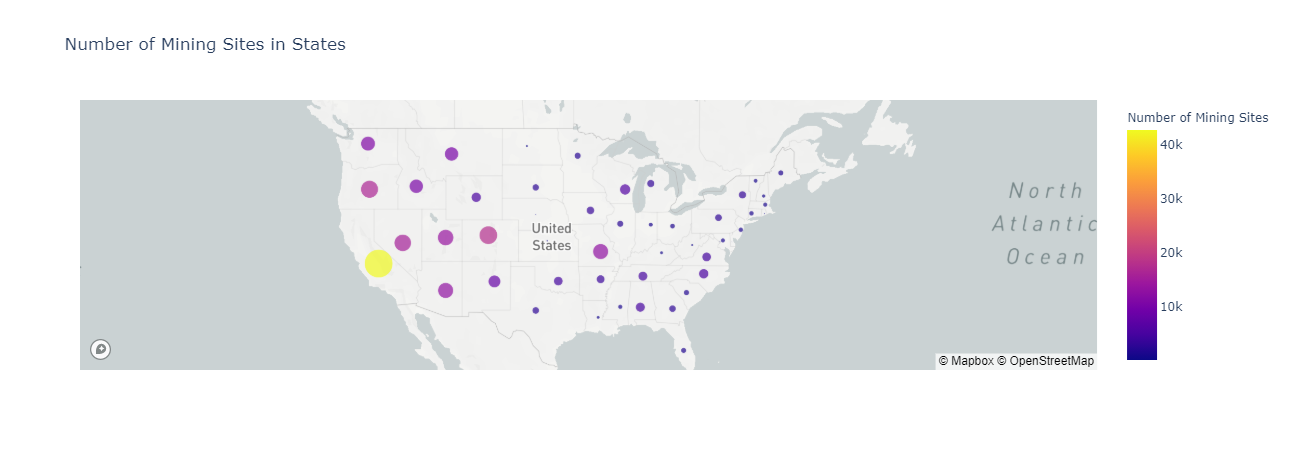 Number of Mining Sites in States
Number of Mining Sites
40k
30k
20k
10k
United
States
North
Atlantic
Ocean
© Mapbox © OpenStreetMap